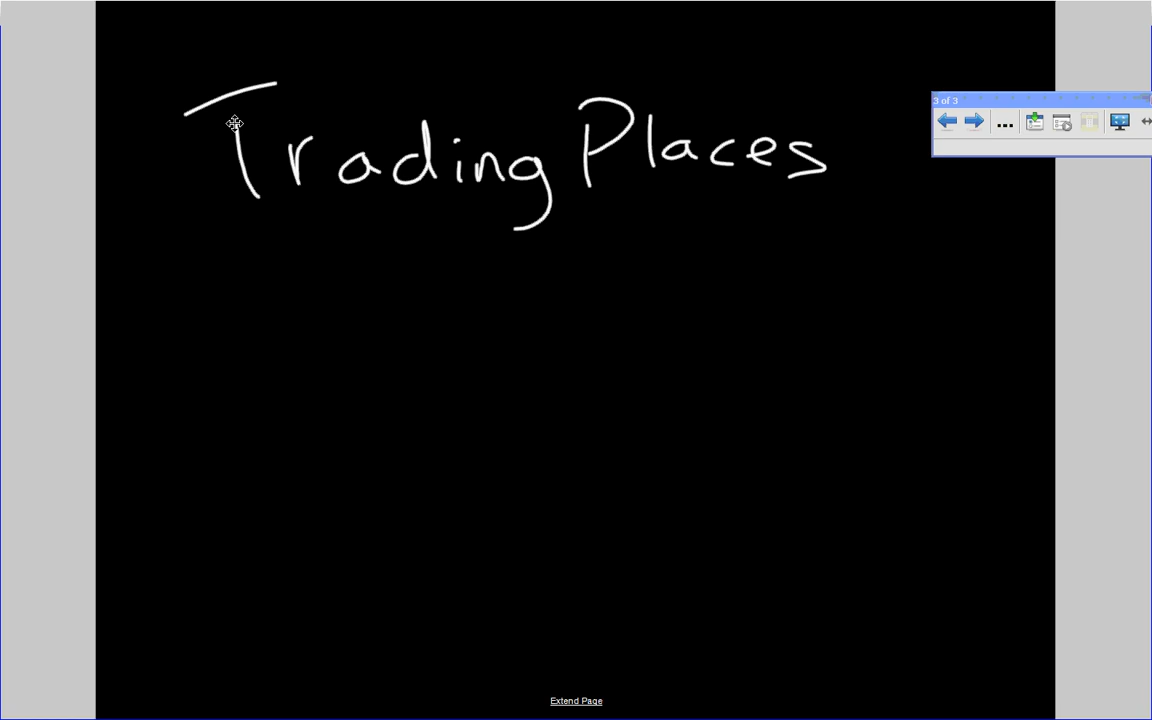 Trading Places
3 of 3
...
Extend Page